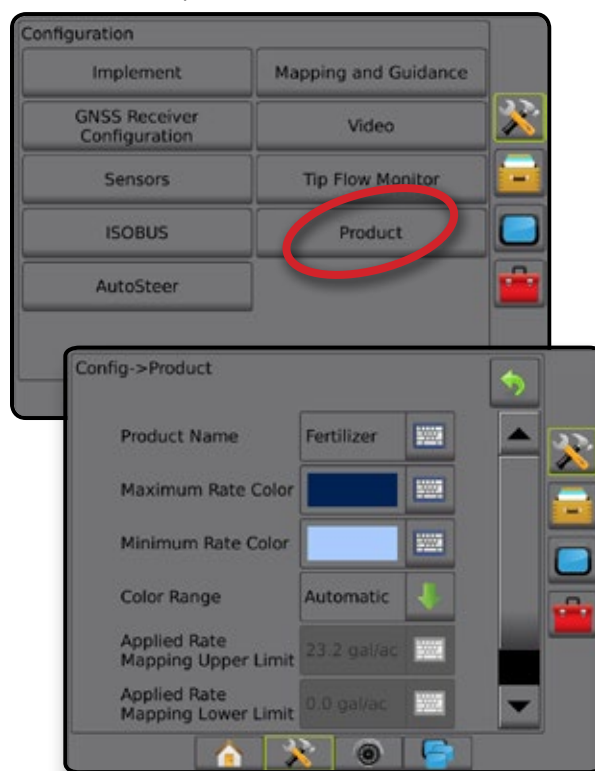 Configuration
Implement
Mapping and Guidance
GNSS Receiver
Configuration
Video
Sensors
Tip Flow Monitor
ISOBUS
Product
AutoSteer
Config->Product
Product Name
Fertilizer
Maximum Rate Color
Minimum Rate Color
Color Range
Automatic
Applied Rate
Mapping Upper Limit
23.2 gal/ac
Applied Rate
Mapping Lower Limit
0.0 gal/ac